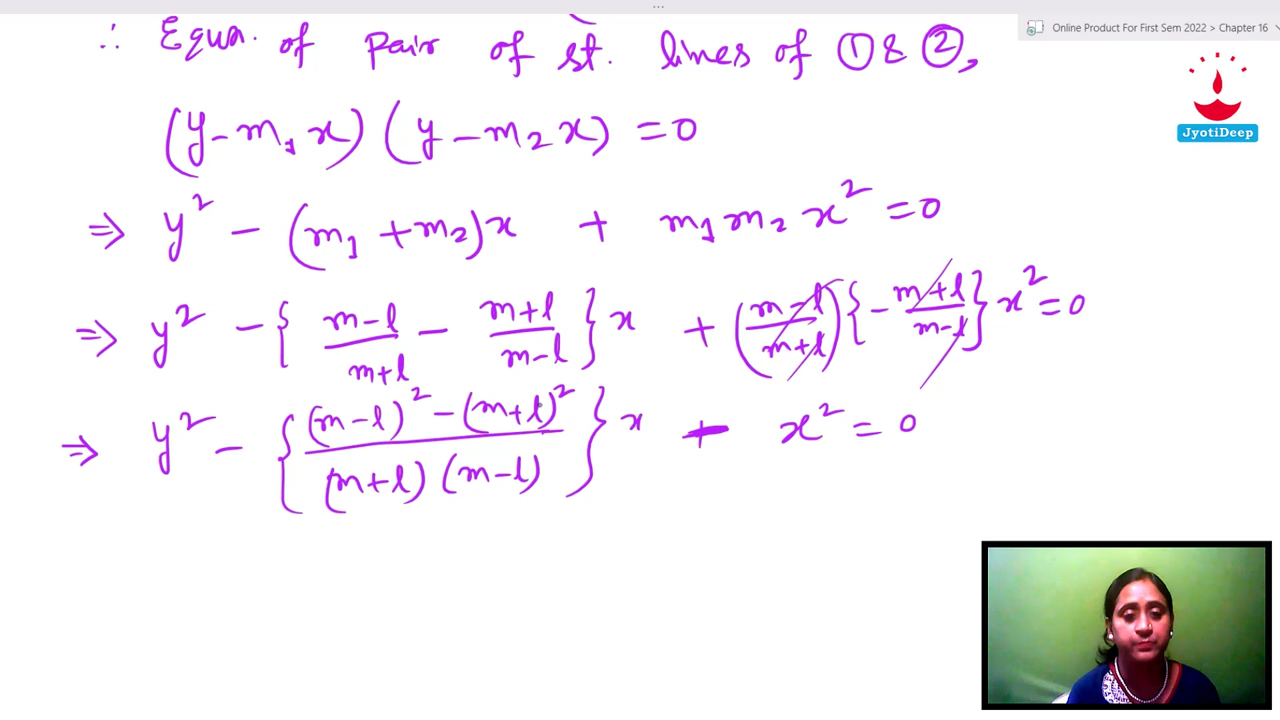 ...
Online Product For First Sem 2022 > Chapter 16
∴ Equa. of pair of st. lines of ① & ②,
JyotiDeep
(y-m₁x) (y-m₂x) =0
⇒ y² - (m₁+m₂)x + m₁m₂x² =0
⇒ y² - { (m-l)/(m+l) - (m+l)/(m-l) } x + ((m-l)/(m+l)) { - (m+l)/(m-l) } x² =0
⇒ y² - { ((m-l)² - (m+l)²)/((m+l)(m-l)) } x - x² =0